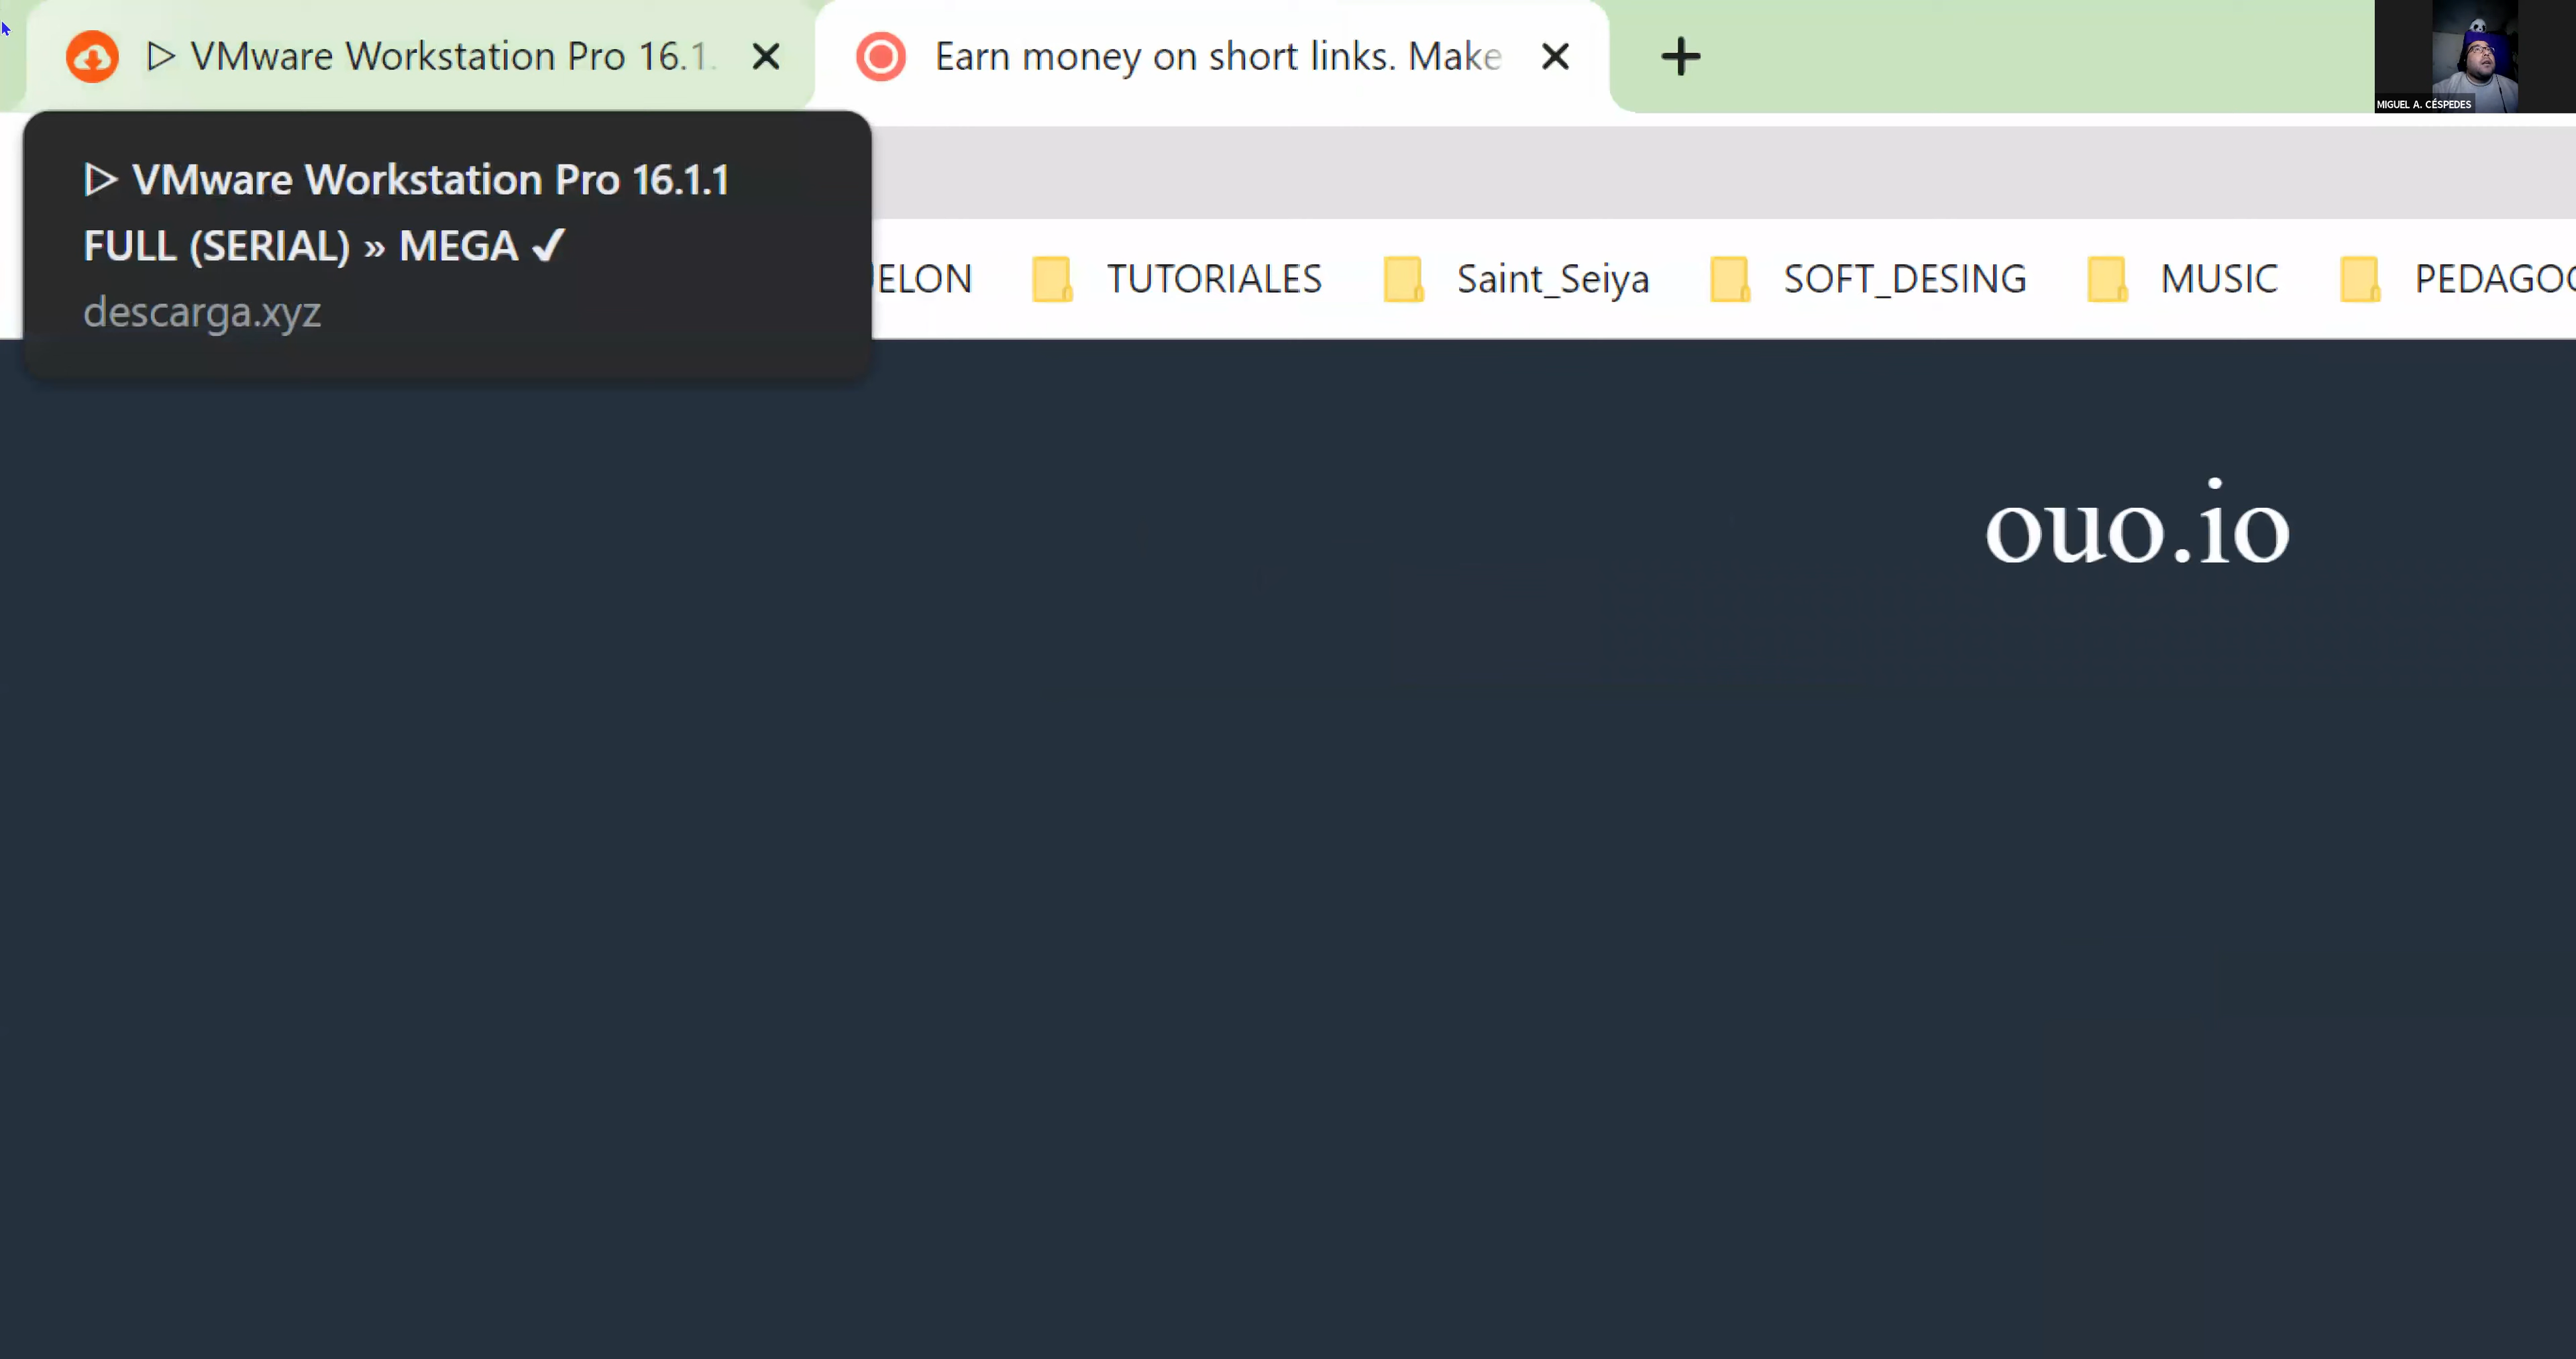 ▷ VMware Workstation Pro 16.1.
Earn money on short links. Make
MIGUEL A. CÉSPEDES
▷ VMware Workstation Pro 16.1.1
FULL (SERIAL) » MEGA ✔
descarga.xyz
ELON
TUTORIALES
Saint_Seiya
SOFT_DESING
MUSIC
PEDAGO
ouo.io